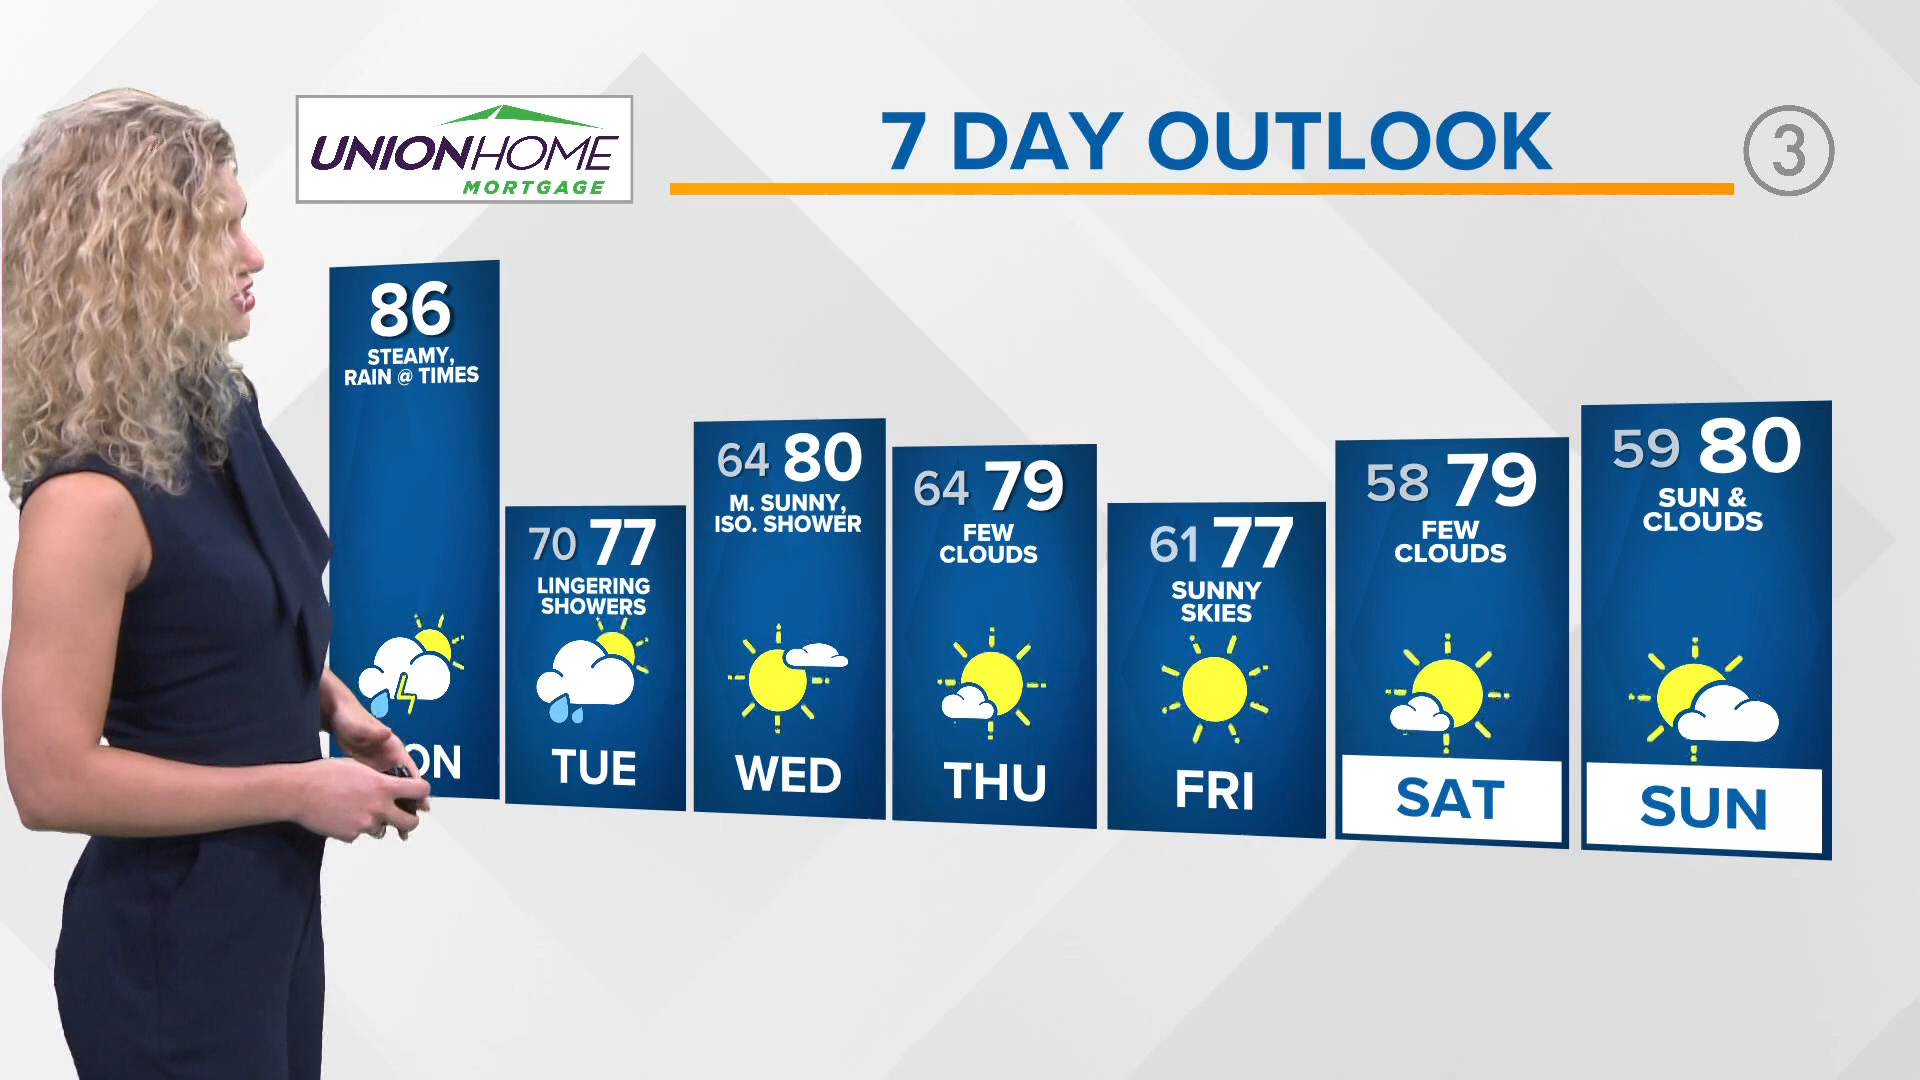 UNIONHOME
MORTGAGE
7 DAY OUTLOOK
3
86
STEAMY,
RAIN @ TIMES
ON
70 77
LINGERING
SHOWERS
TUE
64 80
M. SUNNY,
ISO. SHOWER
WED
64 79
FEW
CLOUDS
THU
61 77
SUNNY
SKIES
FRI
58 79
FEW
CLOUDS
SAT
59 80
SUN &
CLOUDS
SUN